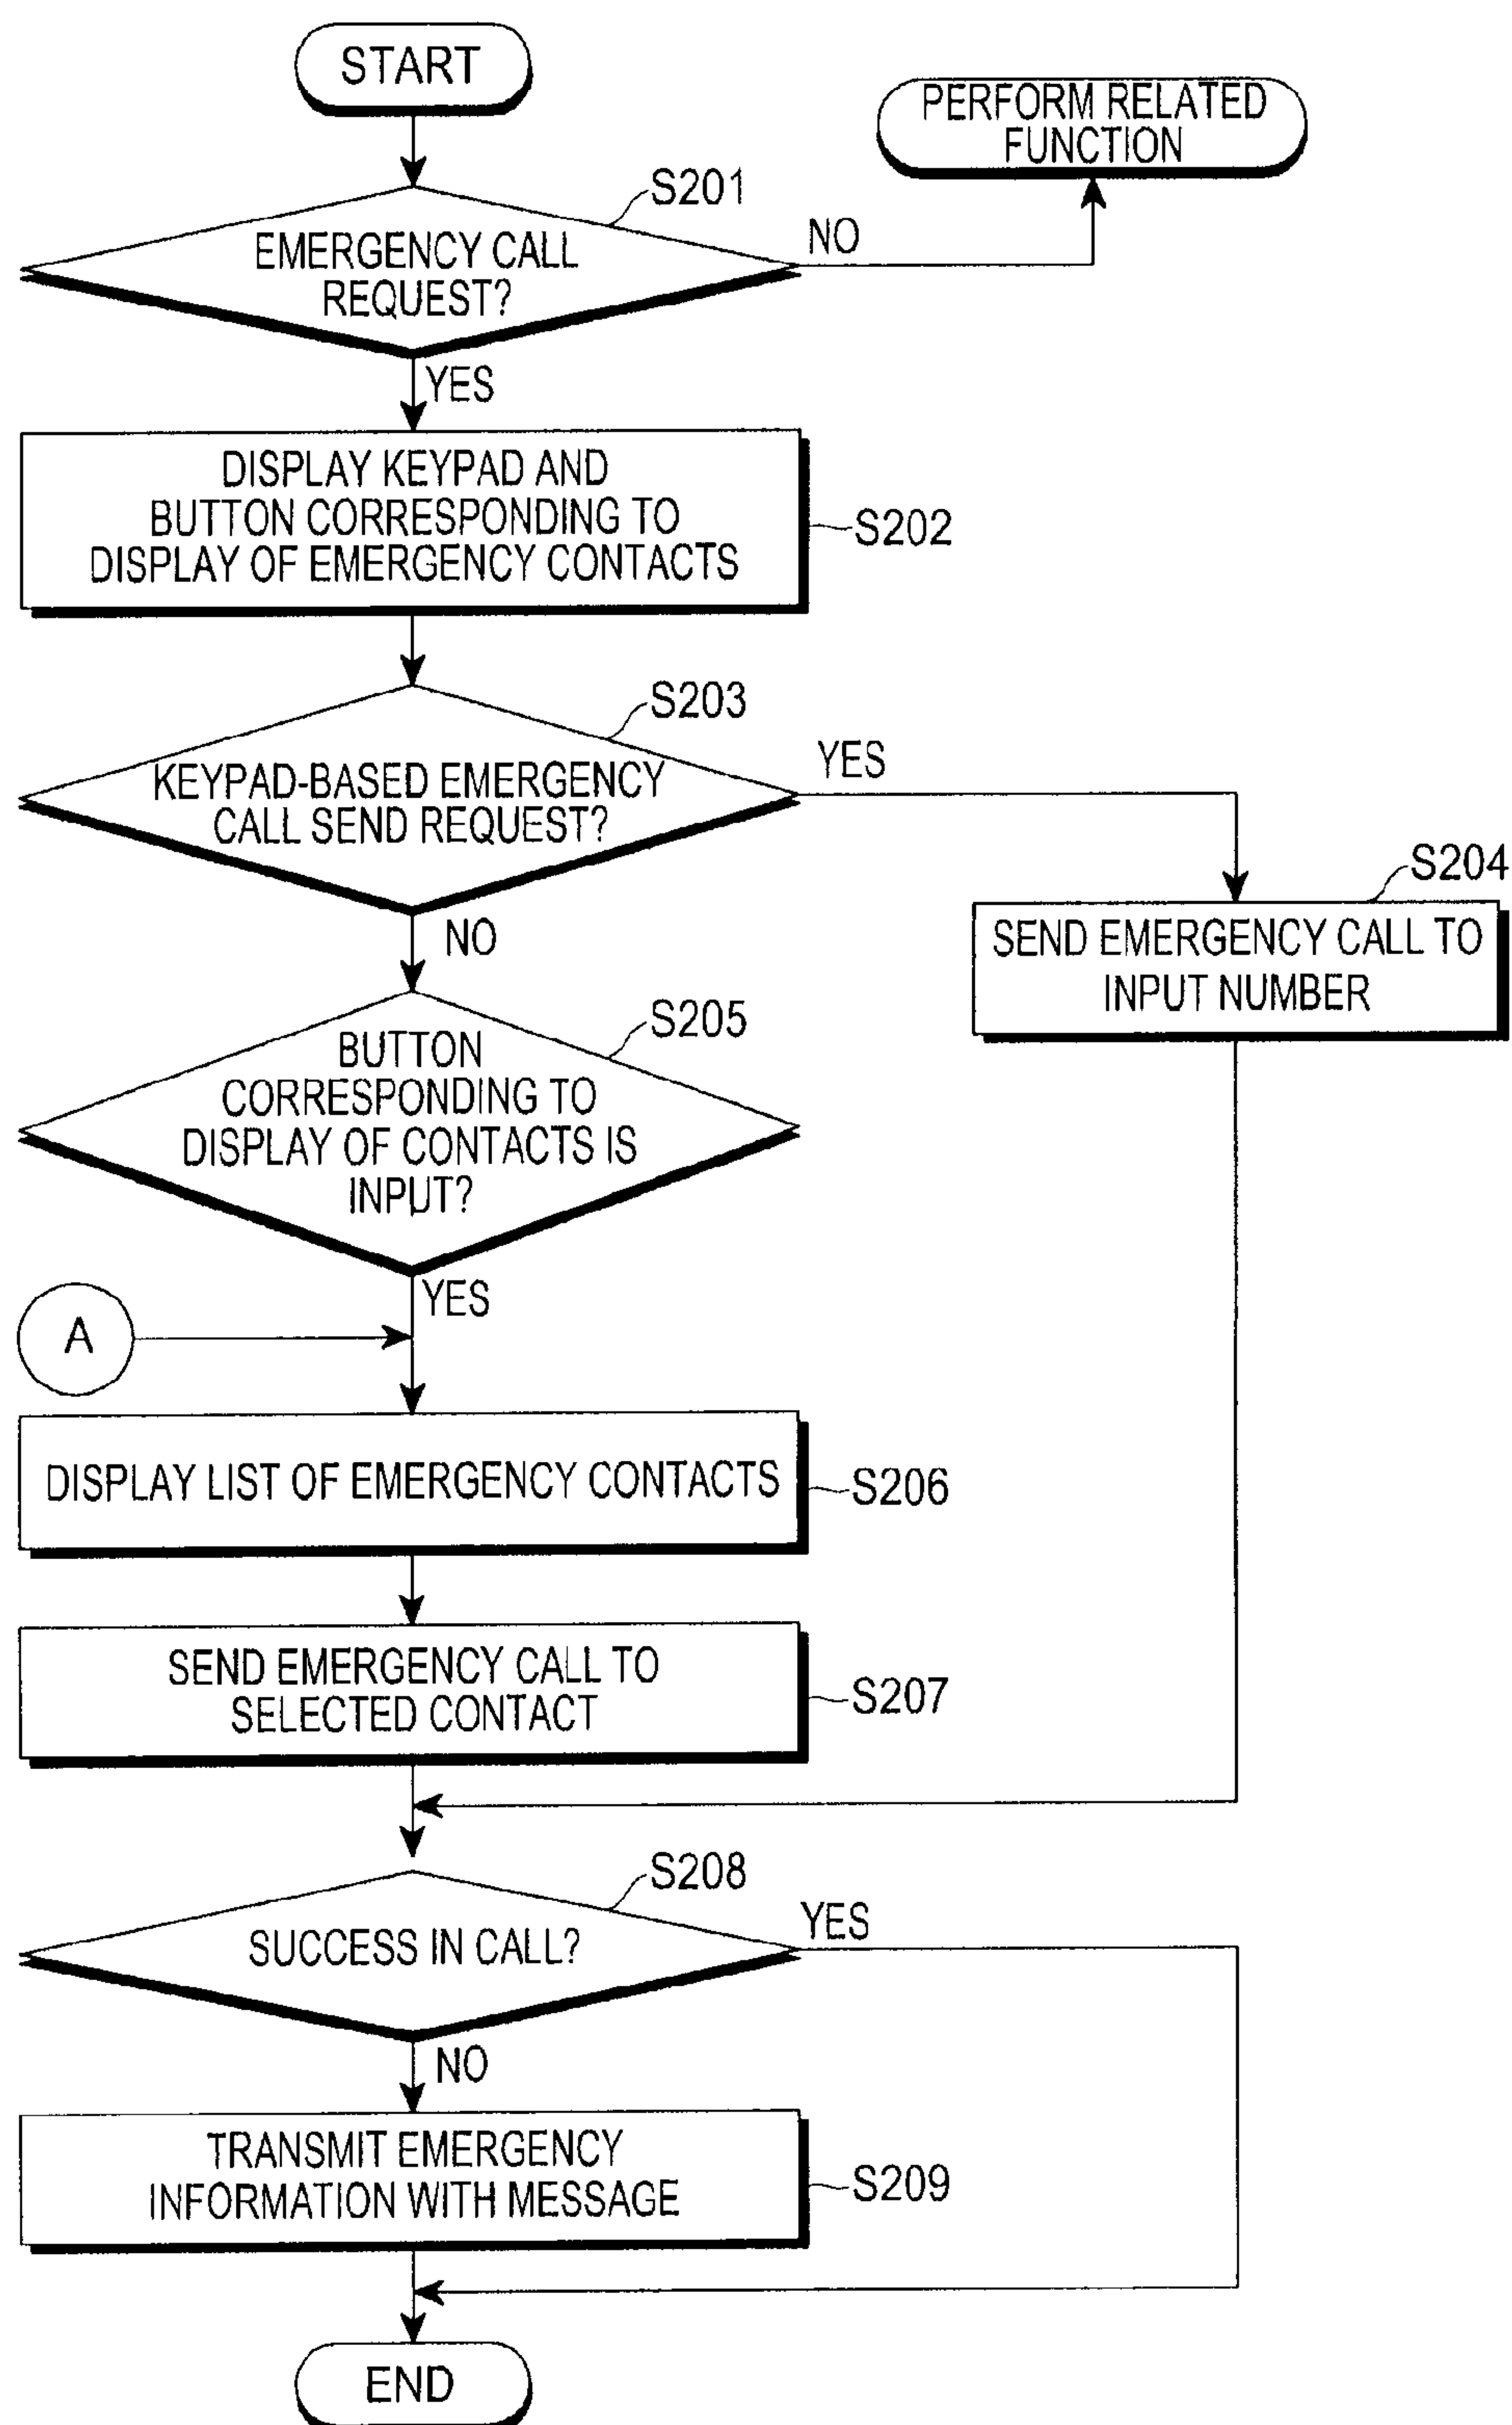 START
PERFORM RELATED
FUNCTION
S201
EMERGENCY CALL
REQUEST?
NO
YES
DISPLAY KEYPAD AND
BUTTON CORRESPONDING TO
DISPLAY OF EMERGENCY CONTACTS
S202
S203
KEYPAD-BASED EMERGENCY
CALL SEND REQUEST?
YES
NO
S204
SEND EMERGENCY CALL TO
INPUT NUMBER
S205
BUTTON
CORRESPONDING TO
DISPLAY OF CONTACTS IS
INPUT?
YES
A
DISPLAY LIST OF EMERGENCY CONTACTS
S206
SEND EMERGENCY CALL TO
SELECTED CONTACT
S207
S208
SUCCESS IN CALL?
YES
NO
TRANSMIT EMERGENCY
INFORMATION WITH MESSAGE
S209
END